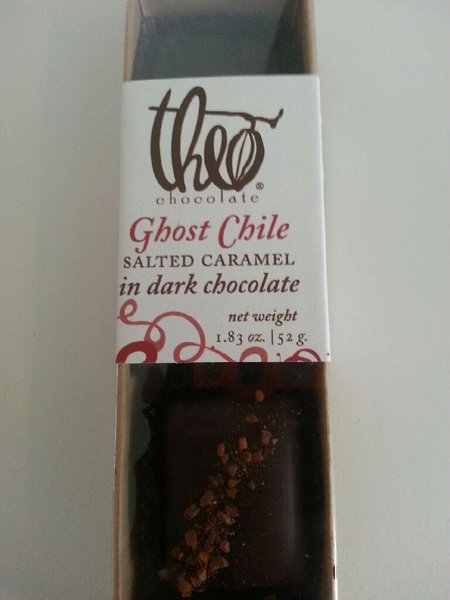 theo®
chocolate
Ghost Chile
SALTED CARAMEL
in dark chocolate
net weight
1.83 oz. | 52 g.